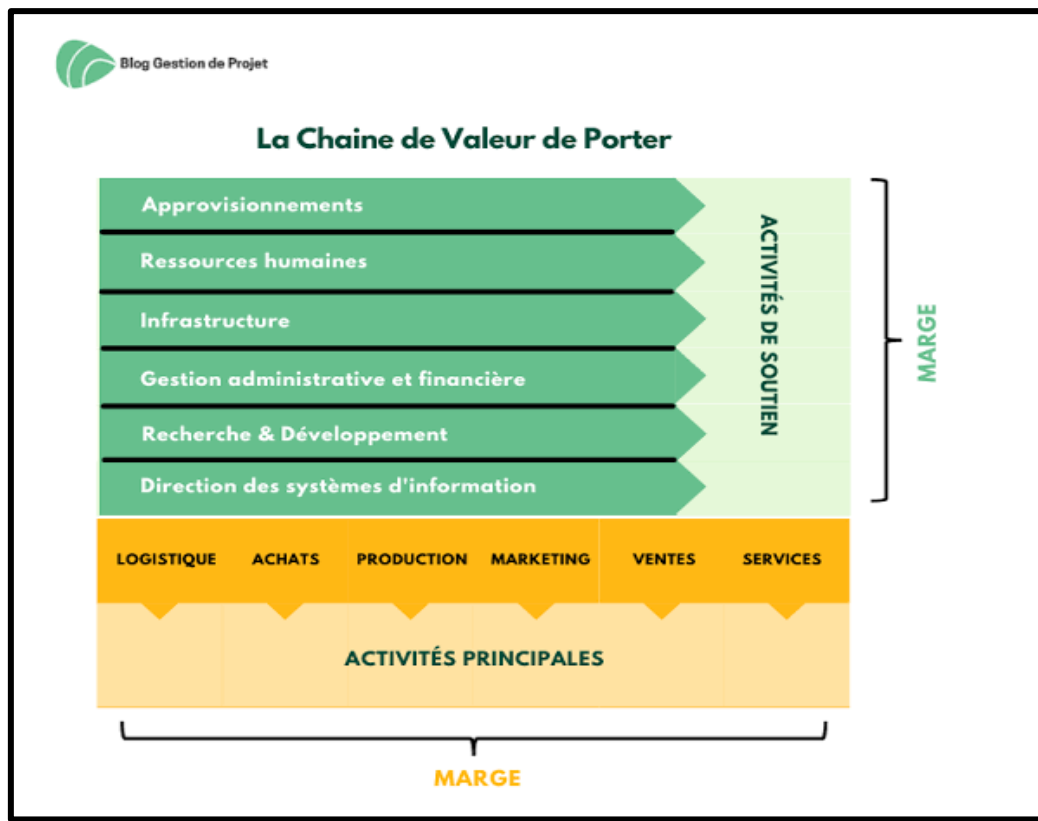 Blog Gestion de Projet
La Chaine de Valeur de Porter
Approvisionnements
Ressources humaines
Infrastructure
Gestion administrative et financière
Recherche & Développement
Direction des systèmes d'information
ACTIVITÉS DE SOUTIEN
MARGE
LOGISTIQUE ACHATS PRODUCTION MARKETING VENTES SERVICES
ACTIVITÉS PRINCIPALES
MARGE